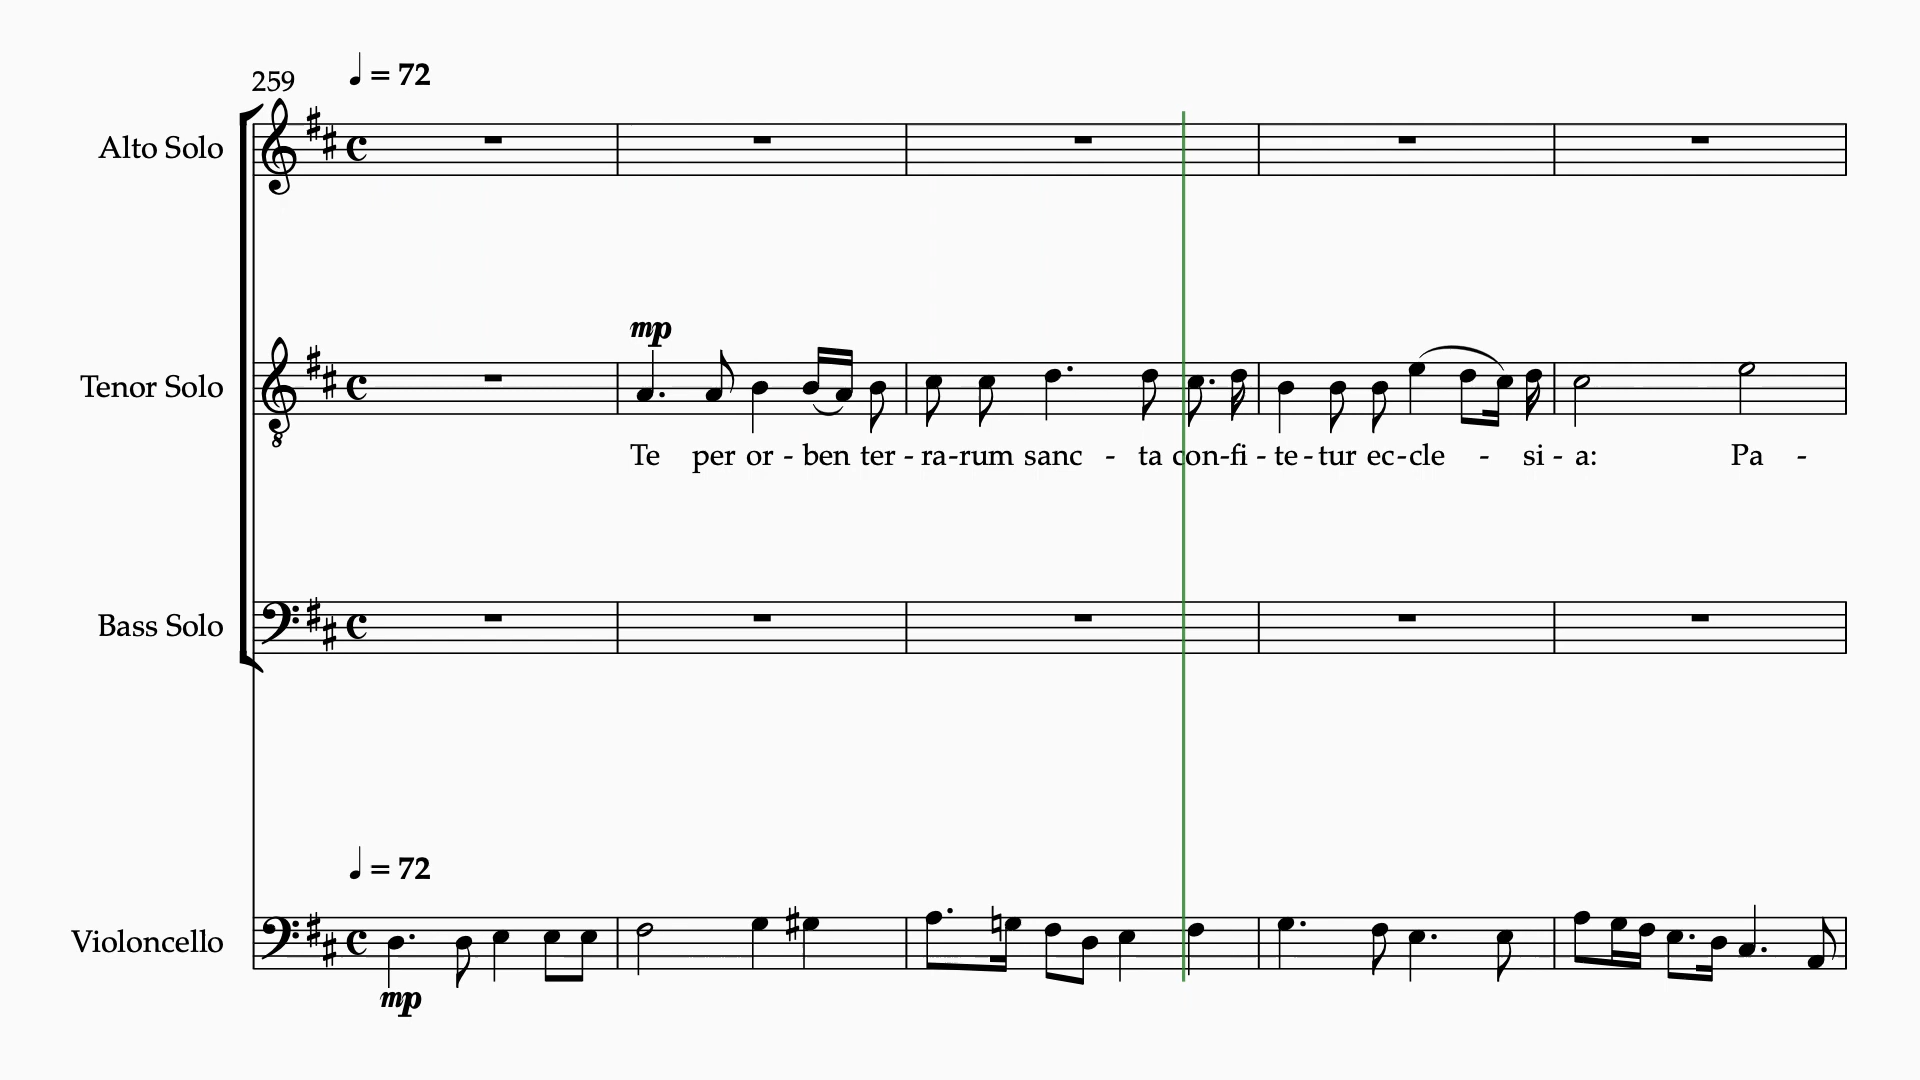 259 ♩ = 72
Alto Solo
mp
Tenor Solo
8
Te per or - ben ter - ra-rum sanc - ta con-fi - te - tur ec-cle - si - a: Pa -
Bass Solo
♩ = 72
Violoncello
mp